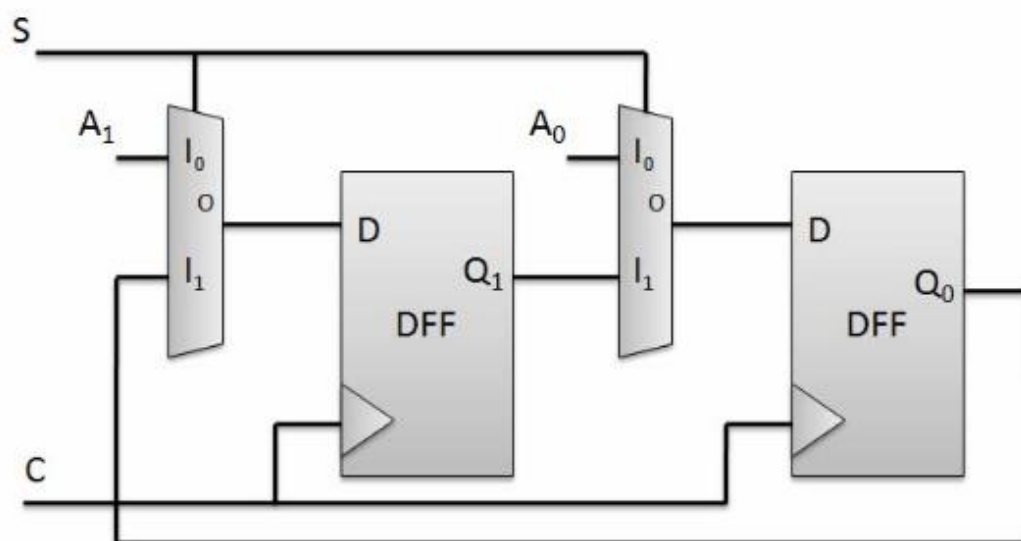 S
A₁ A₀
I₀ I₀
O O
D D
I₁ Q₁ I₁ Q₀
DFF DFF
C